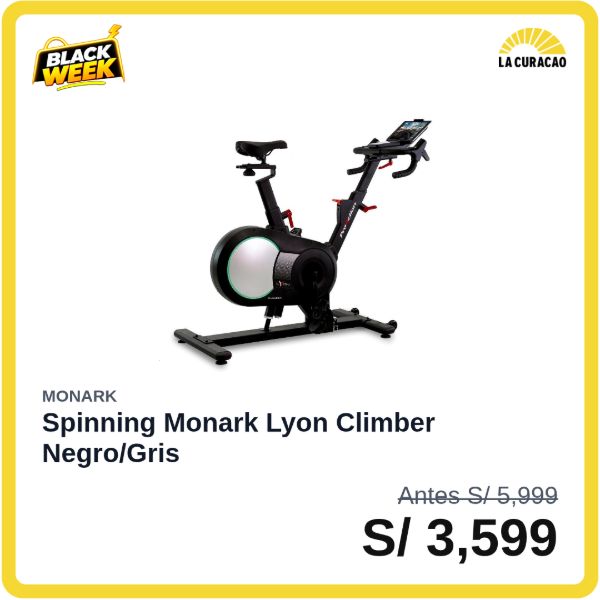 BLACK
WEEK
LA CURACAO
MONARK
Spinning Monark Lyon Climber
Negro/Gris
Antes S/ 5,999
S/ 3,599